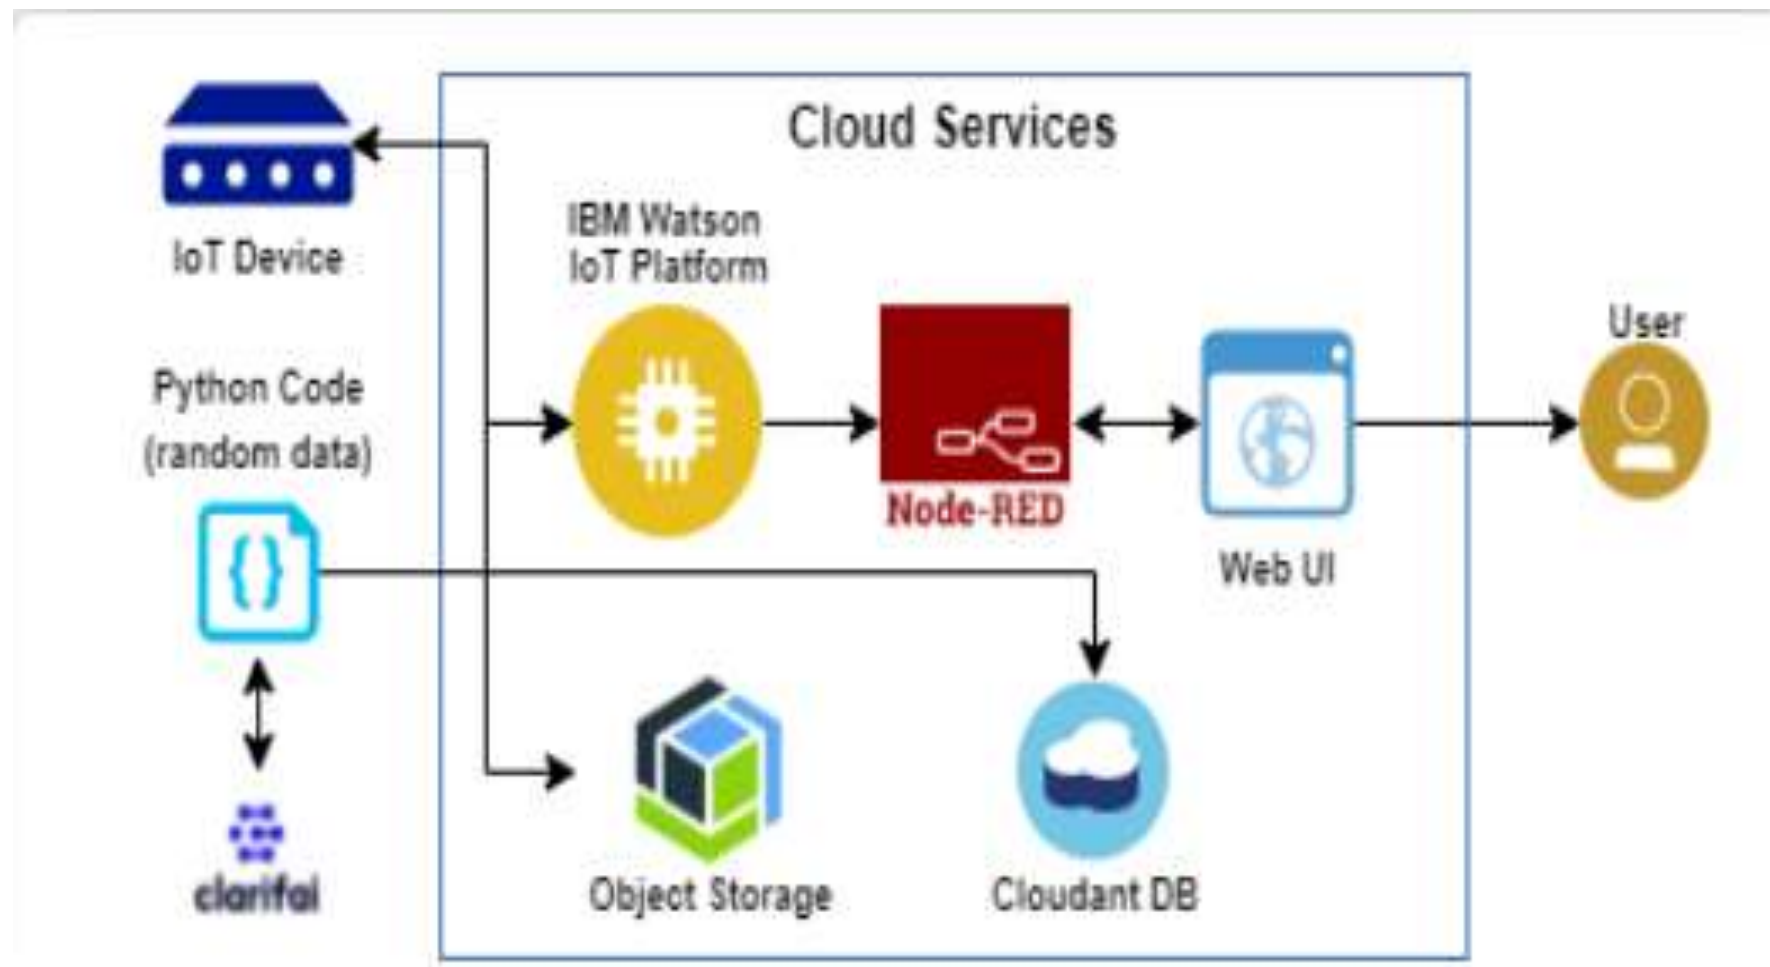 Cloud Services
IoT Device
IBM Watson
IoT Platform
User
Python Code
(random data)
Node-RED
Web UI
clarifai
Object Storage
Cloudant DB